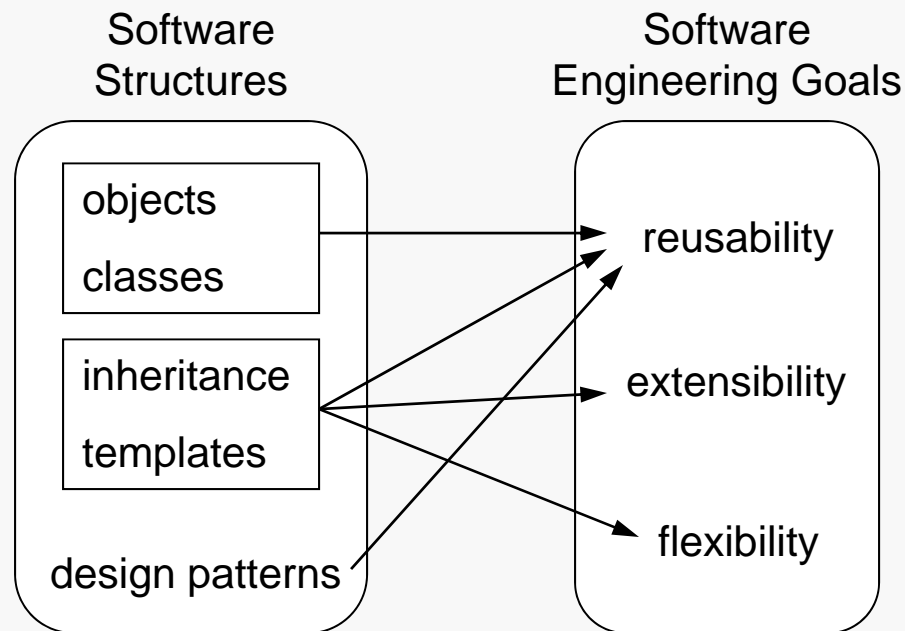 Software
Structures
objects
classes
inheritance
templates
design patterns
Software
Engineering Goals
reusability
extensibility
flexibility